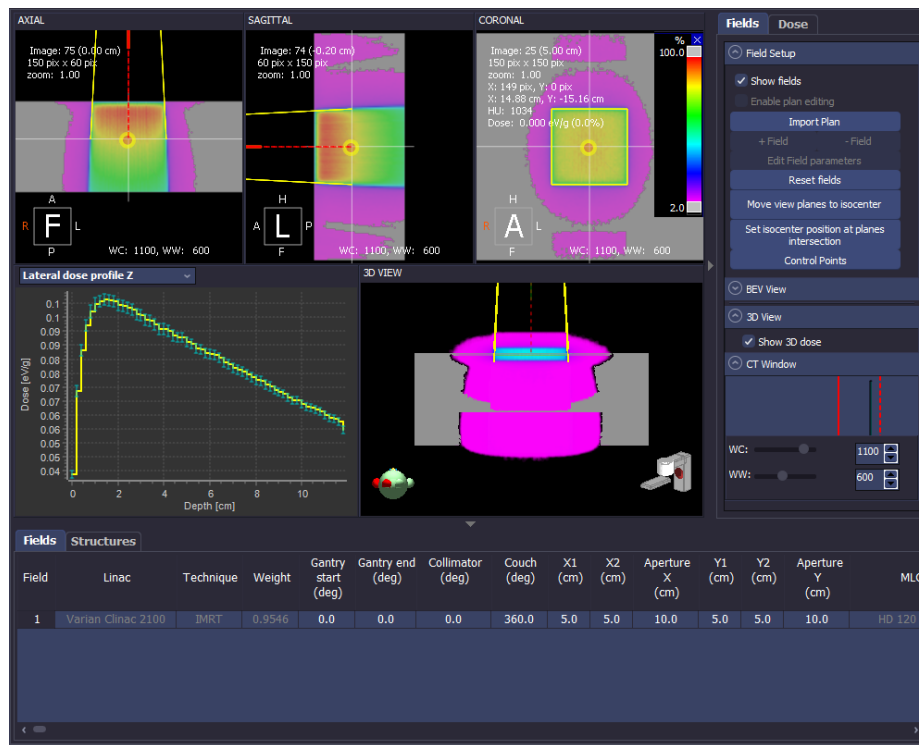 AXIAL
Image: 75 (0.00 cm)
150 pix x 60 pix
zoom: 1.00
A
R F L
P
WC: 1100, WW: 600
SAGITTAL
Image: 74 (-0.20 cm)
60 pix x 150 pix
zoom: 1.00
H
A L P
F
WC: 1100, WW: 600
CORONAL
Image: 25 (5.00 cm)
150 pix x 150 pix
zoom: 1.00
X: 149 pix, Y: 0 pix
X: 14.88 cm, Y: -15.16 cm
HU: 1034
Dose: 0.000 eV/g (0.0%)
%
100.0
2.0
H
R A L
F
WC: 1100, WW: 600
Fields Dose
Field Setup
Show fields
Enable plan editing
Import Plan
+ Field - Field
Edit Field parameters
Reset fields
Move view planes to isocenter
Set isocenter position at planes
intersection
Control Points
BEV View
3D View
Show 3D dose
CT Window
WC: 1100
WW: 600
Lateral dose profile Z
Dose [eV/g]
0.1
0.1
0.09
0.09
0.08
0.07
0.07
0.06
0.06
0.05
0.05
0.04
0 2 4 6 8 10
Depth [cm]
3D VIEW
Fields Structures
Field Linac Technique Weight Gantry start (deg) Gantry end (deg) Collimator (deg) Couch (deg) X1 (cm) X2 (cm) Aperture X (cm) Y1 (cm) Y2 (cm) Aperture Y (cm) MLC
1 Varian Clinac 2100 IMRT 0.9546 0.0 0.0 0.0 360.0 5.0 5.0 10.0 5.0 5.0 10.0 HD 120